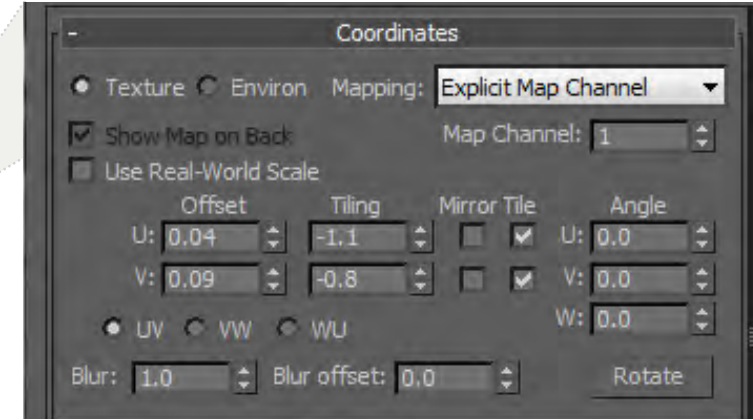 - Coordinates
Texture Environ Mapping: Explicit Map Channel
Show Map on Back Map Channel: 1
Use Real-World Scale
Offset Tiling Mirror Tile Angle
U: 0.04 -1.1 U: 0.0
V: 0.09 -0.8 V: 0.0
UV VW WU W: 0.0
Blur: 1.0 Blur offset: 0.0 Rotate